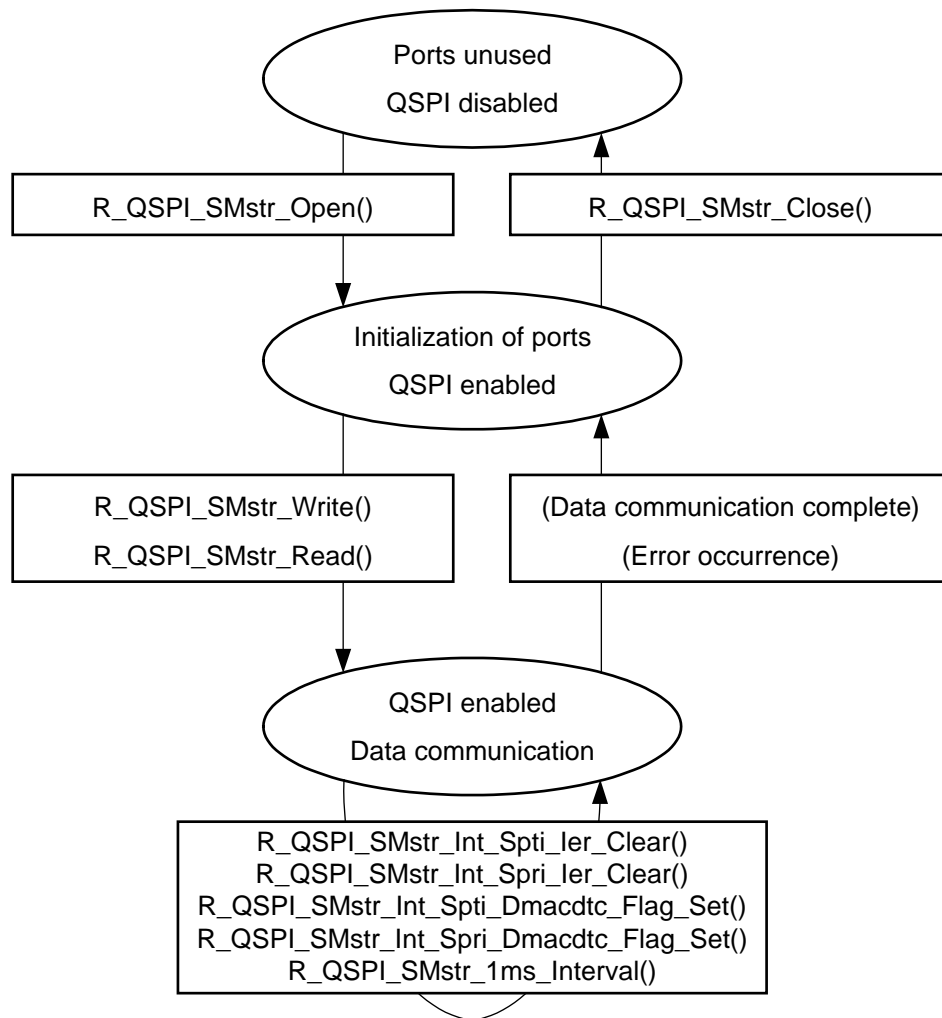 Ports unused
QSPI disabled
R_QSPI_SMstr_Open()
R_QSPI_SMstr_Close()
Initialization of ports
QSPI enabled
R_QSPI_SMstr_Write()
R_QSPI_SMstr_Read()
(Data communication complete)
(Error occurrence)
QSPI enabled
Data communication
R_QSPI_SMstr_Int_Spti_Ier_Clear()
R_QSPI_SMstr_Int_Spri_Ier_Clear()
R_QSPI_SMstr_Int_Spti_Dmacdtc_Flag_Set()
R_QSPI_SMstr_Int_Spri_Dmacdtc_Flag_Set()
R_QSPI_SMstr_1ms_Interval()